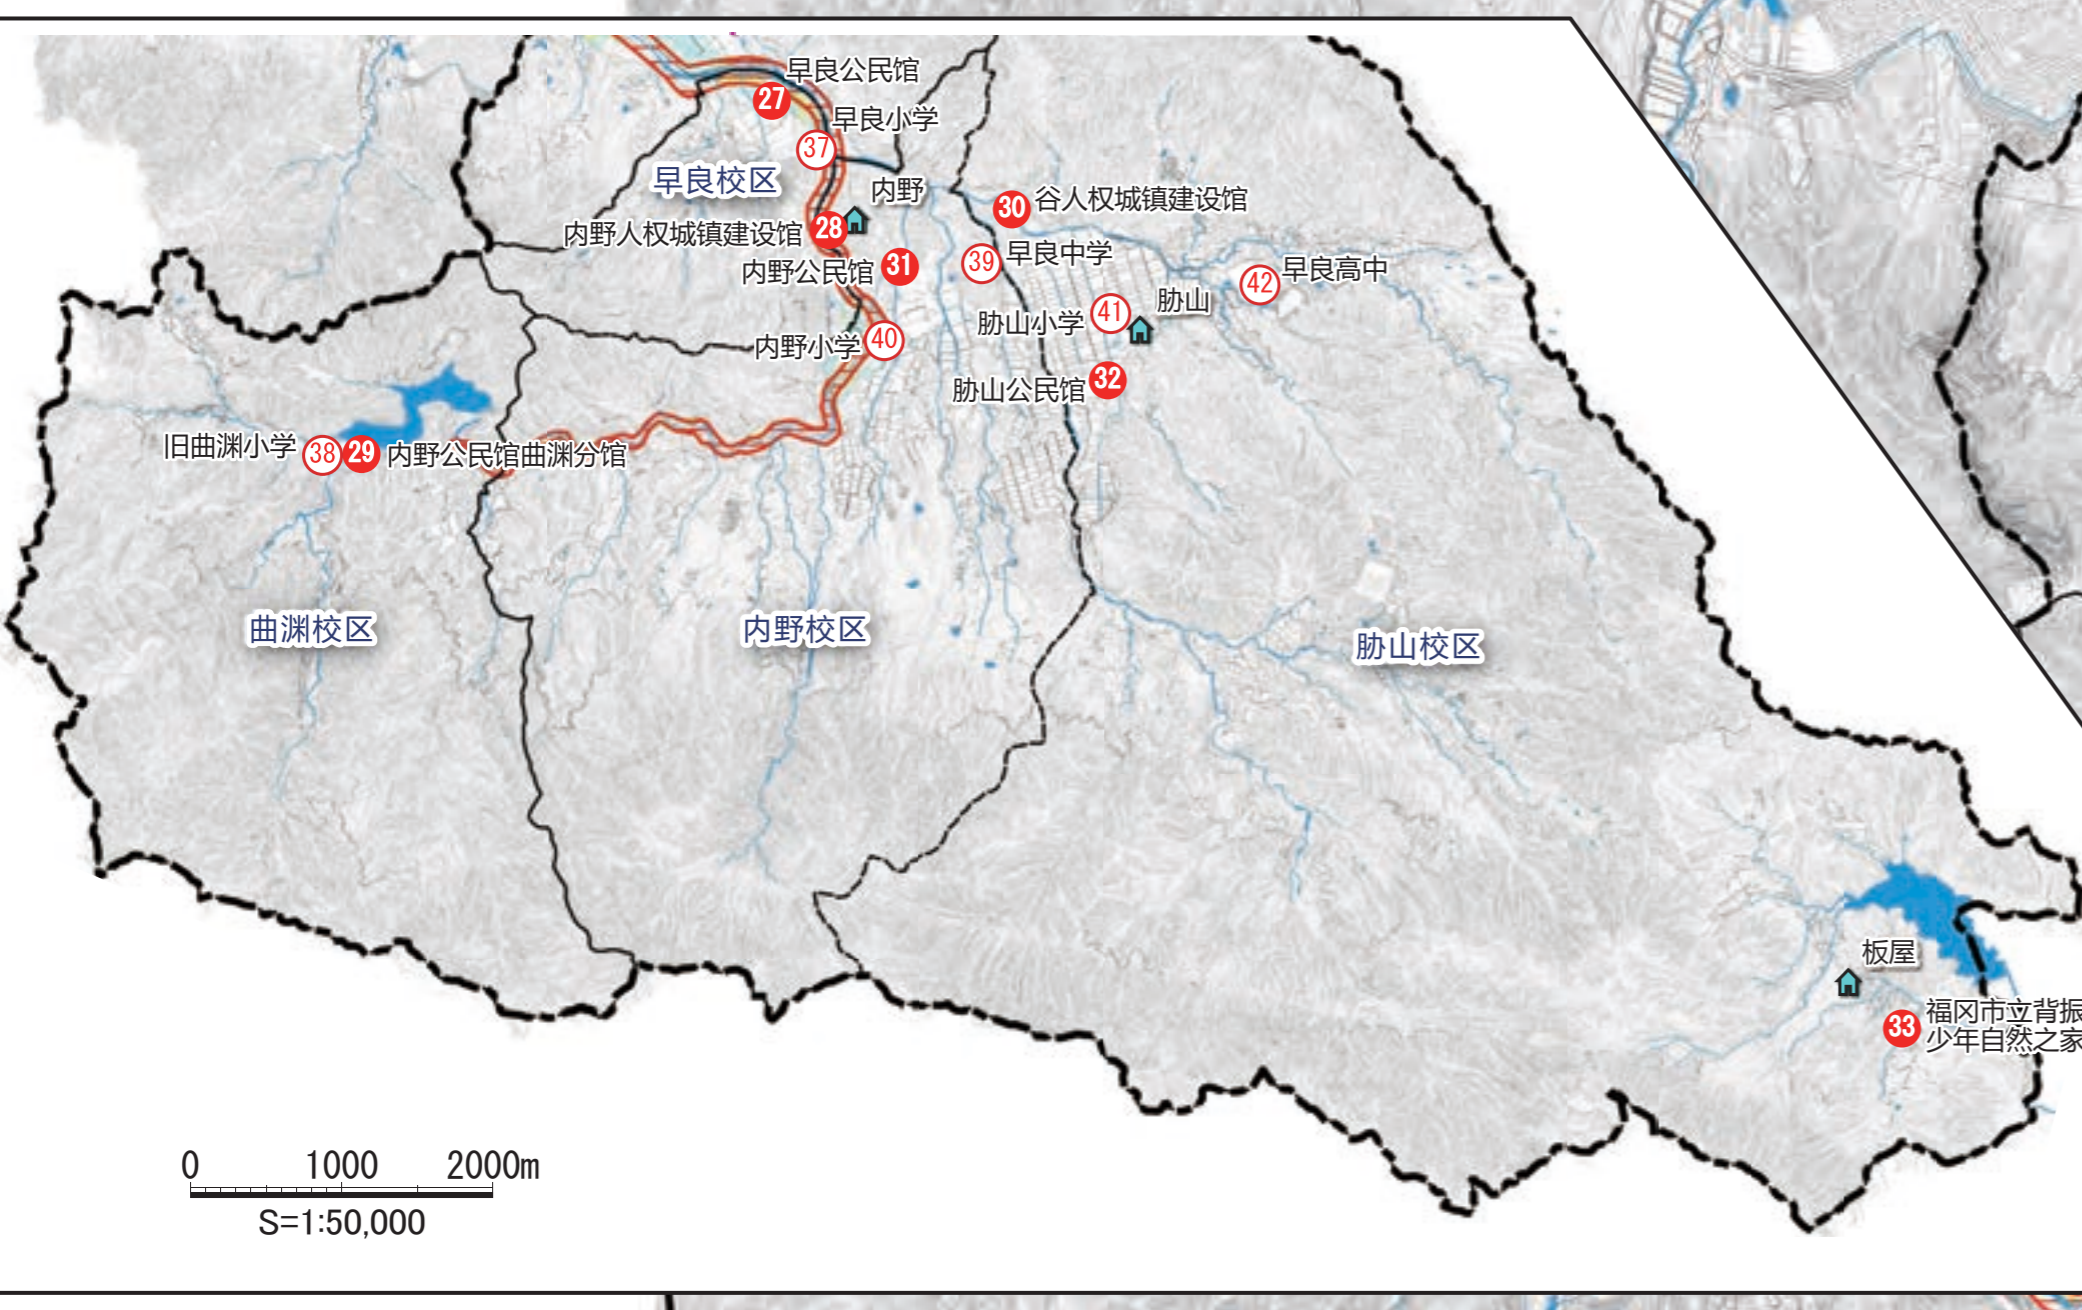 早良公民馆
27
早良小学
37
早良校区
内野
30 谷人权城镇建设馆
内野人权城镇建设馆 28
39 早良中学
内野公民馆 31
42 早良高中
胁山
胁山小学 41
内野小学 40
胁山公民馆 32
旧曲渊小学 38 29 内野公民馆曲渊分馆
曲渊校区
内野校区
胁山校区
板屋
33 福冈市立背振
少年自然之家
0 1000 2000m
S=1:50,000